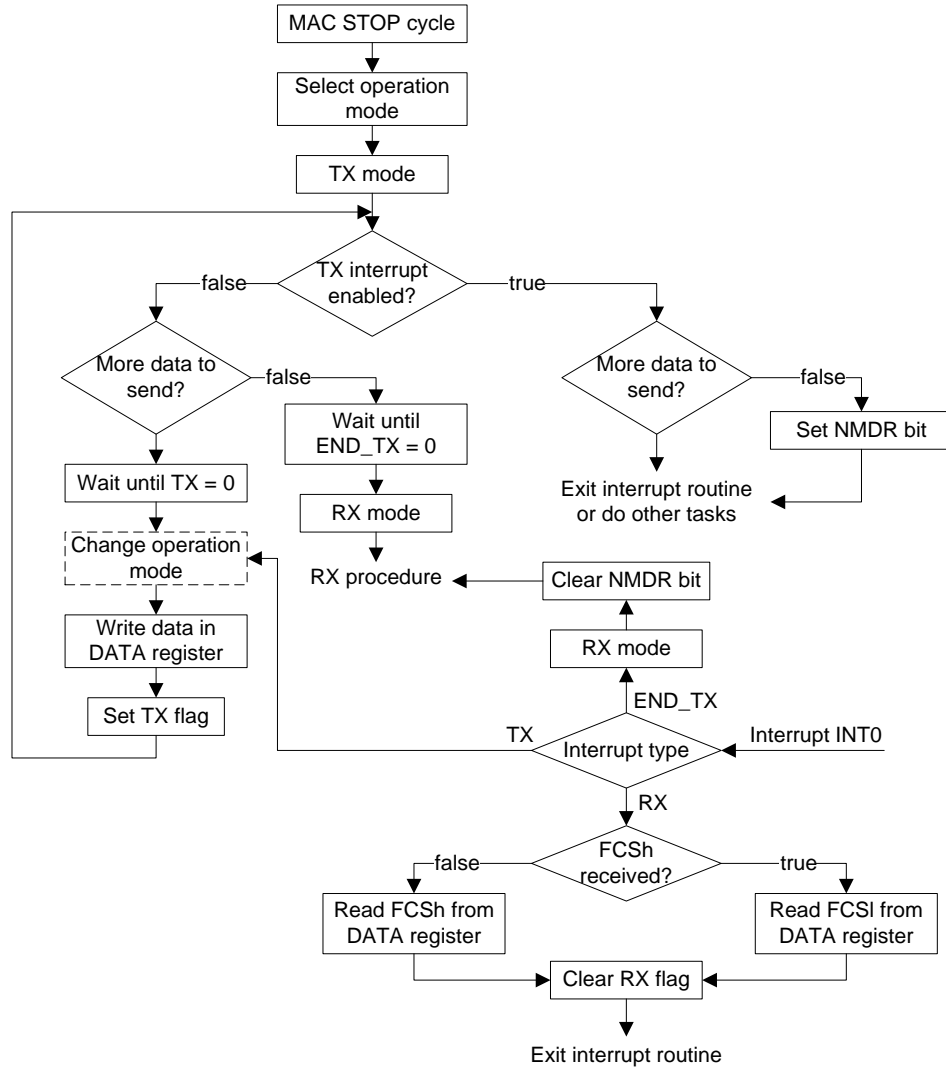 MAC STOP cycle
Select operation
mode
TX mode
TX interrupt
enabled?
false
true
More data to
send?
false
More data to
send?
false
Wait until
END_TX = 0
Set NMDR bit
Wait until TX = 0
RX mode
Exit interrupt routine
or do other tasks
Change operation
mode
RX procedure
Clear NMDR bit
Write data in
DATA register
RX mode
Set TX flag
END_TX
TX
Interrupt type
Interrupt INT0
RX
FCSh
received?
false
true
Read FCSh from
DATA register
Read FCSl from
DATA register
Clear RX flag
Exit interrupt routine